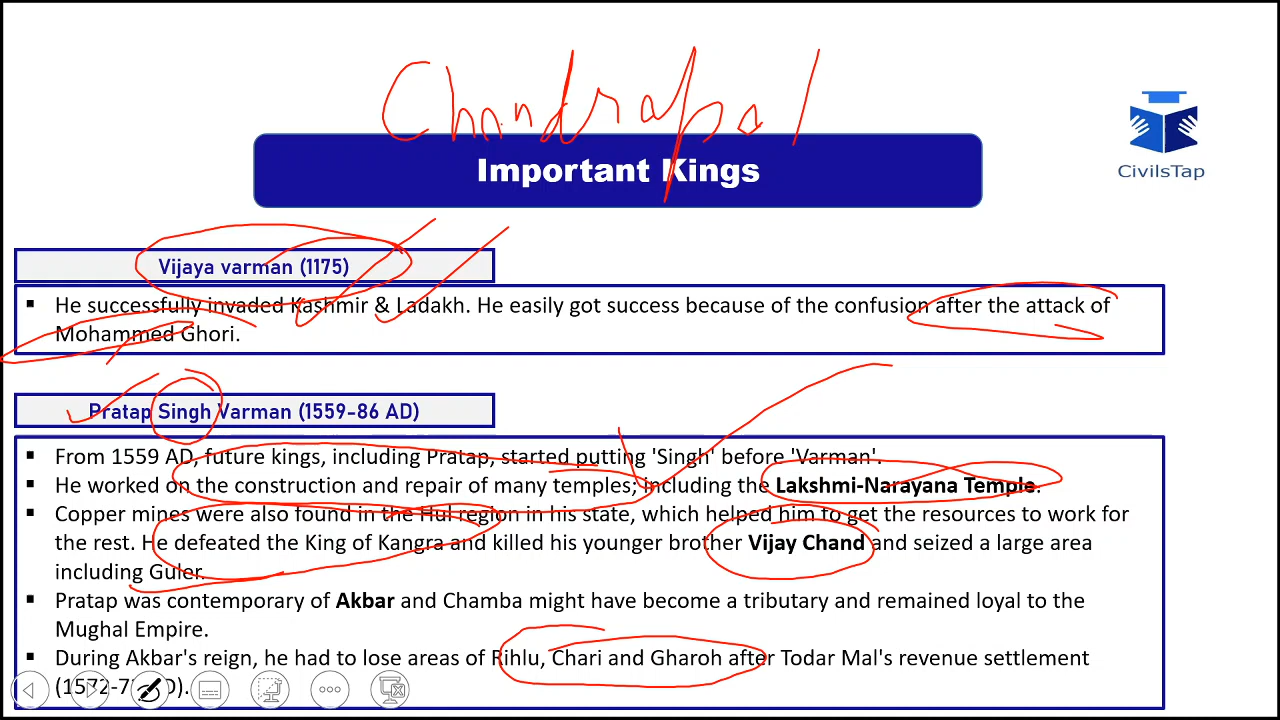 Chandrapal
Important Kings
CivilsTap
Vijaya varman (1175)
▪ He successfully invaded Kashmir & Ladakh. He easily got success because of the confusion after the attack of
Mohammed Ghori.
Pratap Singh Varman (1559-86 AD)
▪ From 1559 AD, future kings, including Pratap, started putting 'Singh' before 'Varman'.
▪ He worked on the construction and repair of many temples; including the Lakshmi-Narayana Temple.
▪ Copper mines were also found in the Hul region in his state, which helped him to get the resources to work for
the rest. He defeated the King of Kangra and killed his younger brother Vijay Chand and seized a large area
including Guler.
▪ Pratap was contemporary of Akbar and Chamba might have become a tributary and remained loyal to the
Mughal Empire.
▪ During Akbar's reign, he had to lose areas of Rihlu, Chari and Gharoh after Todar Mal's revenue settlement